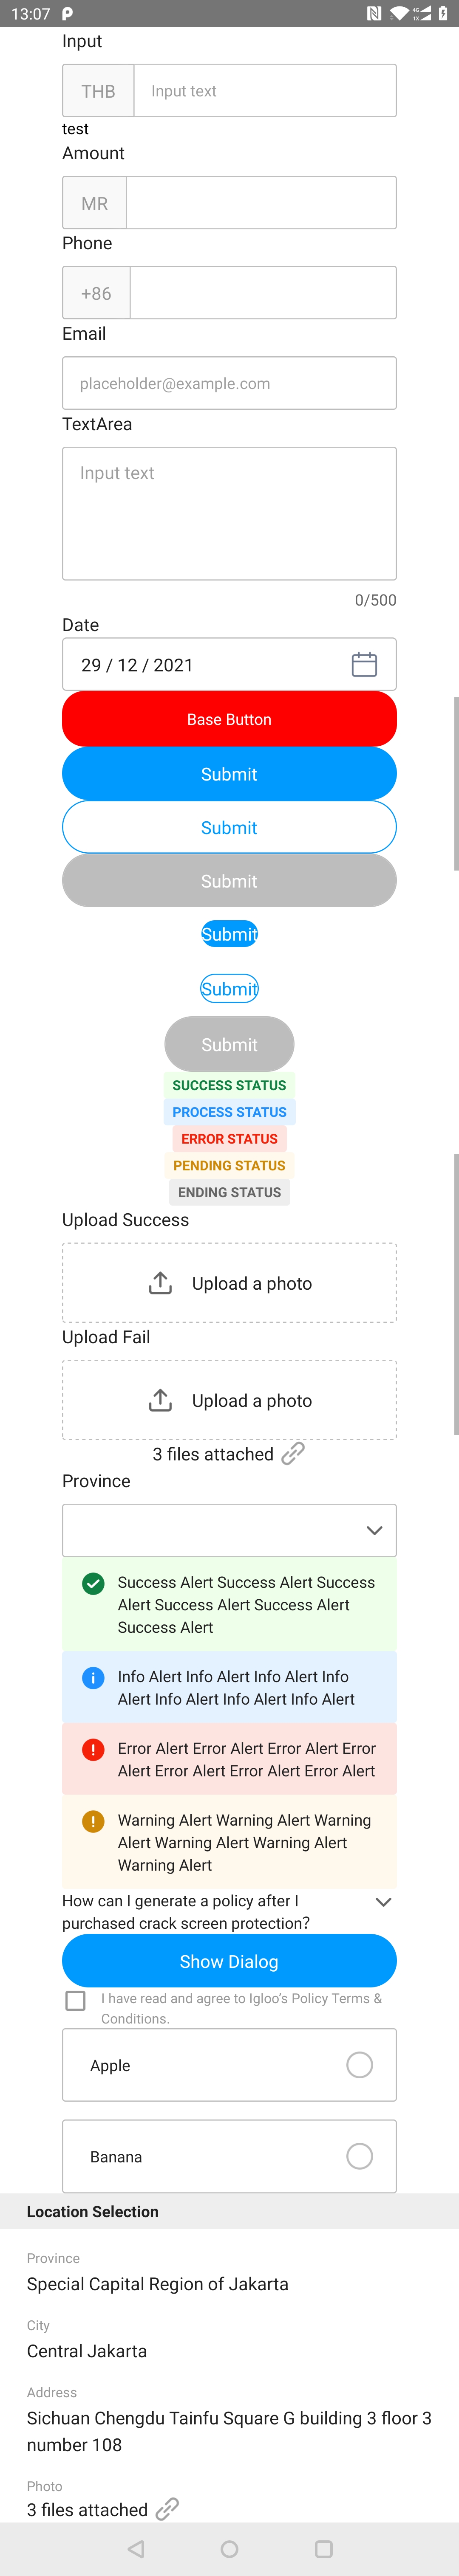 13:07
4G
1X
Input
THB
Input text
test
Amount
MR
Phone
+86
Email
placeholder@example.com
TextArea
Input text
0/500
Date
29 / 12 / 2021
Base Button
Submit
Submit
Submit
Submit
Submit
Submit
SUCCESS STATUS
PROCESS STATUS
ERROR STATUS
PENDING STATUS
ENDING STATUS
Upload Success
Upload a photo
Upload Fail
Upload a photo
3 files attached
Province
Success Alert Success Alert Success
Alert Success Alert Success Alert
Success Alert
Info Alert Info Alert Info Alert Info
Alert Info Alert Info Alert Info Alert
Error Alert Error Alert Error Alert Error
Alert Error Alert Error Alert Error Alert
Warning Alert Warning Alert Warning
Alert Warning Alert Warning Alert
Warning Alert
How can I generate a policy after I
purchased crack screen protection?
Show Dialog
I have read and agree to Igloo's Policy Terms &
Conditions.
Apple
Banana
Location Selection
Province
Special Capital Region of Jakarta
City
Central Jakarta
Address
Sichuan Chengdu Tainfu Square G building 3 floor 3
number 108
Photo
3 files attached